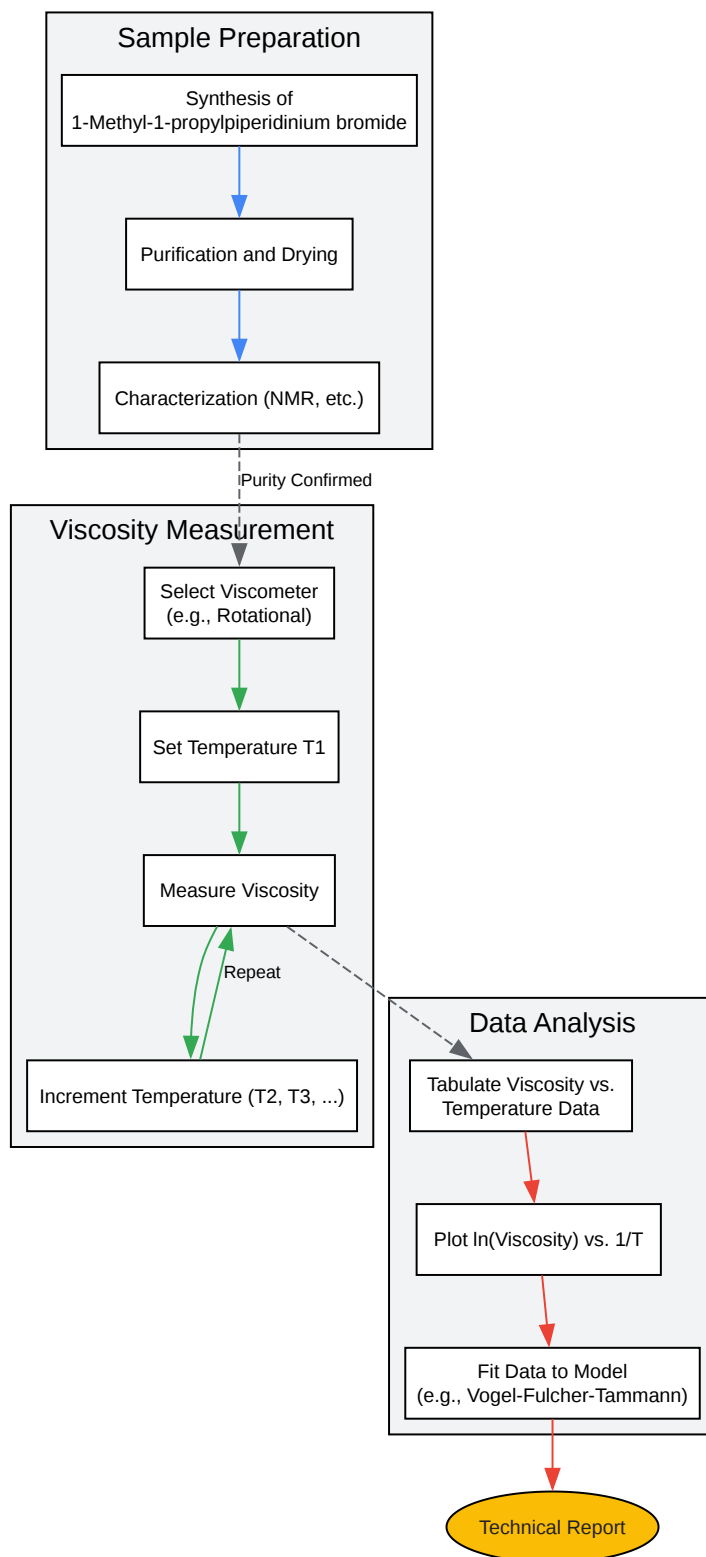 Sample Preparation
Synthesis of
1-Methyl-1-propylpiperidinium bromide
Purification and Drying
Characterization (NMR, etc.)
Purity Confirmed
Viscosity Measurement
Select Viscometer
(e.g., Rotational)
Set Temperature T1
Measure Viscosity
Repeat
Increment Temperature (T2, T3, ...)
Data Analysis
Tabulate Viscosity vs.
Temperature Data
Plot ln(Viscosity) vs. 1/T
Fit Data to Model
(e.g., Vogel-Fulcher-Tammann)
Technical Report